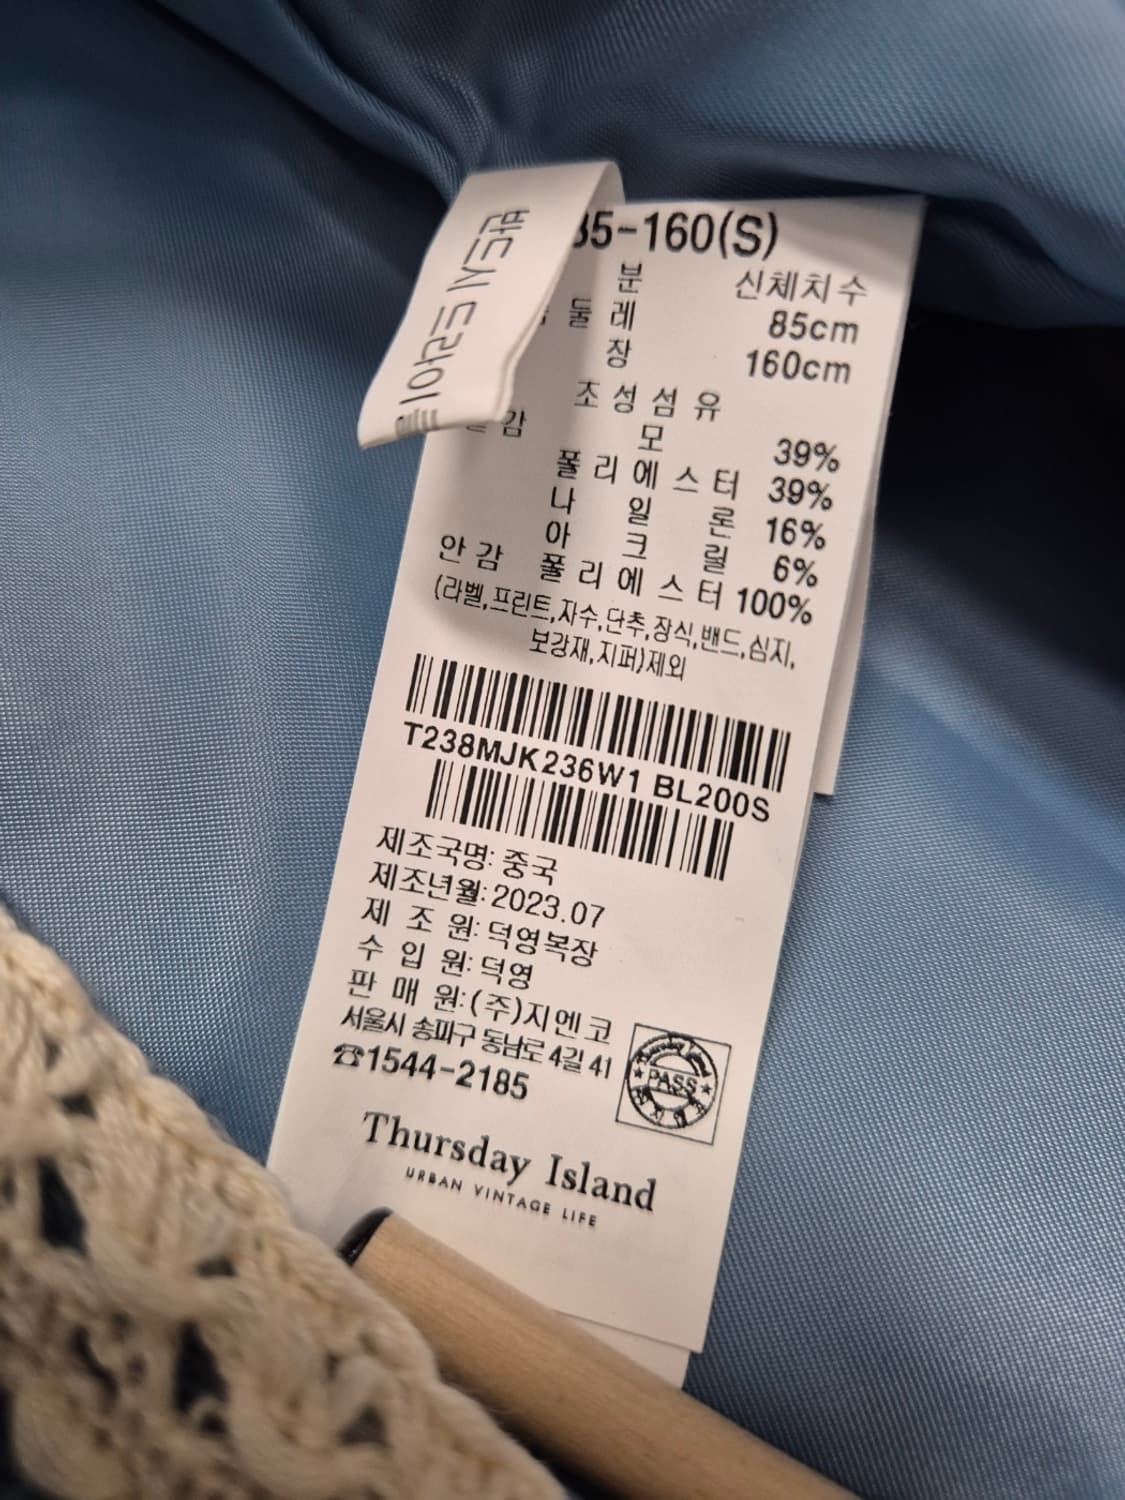 반드시 드라이클
85-160(S)
분 신체치수
둘레 85cm
장 160cm
조성섬유
감 모 39%
폴리에스터 39%
나일론 16%
아크릴 6%
안감 폴리에스터 100%
(라벨,프린트,자수,단추,장식,밴드,심지,
보강재,지퍼)제외
T238MJK236W1 BL200S
제조국명: 중국
제조년월: 2023.07
제 조 원: 덕영복장
수 입 원: 덕영
판 매 원: (주)지엔코
서울시 송파구 동남로 4길 41
☎1544-2185
PASS
Thursday Island
URBAN VINTAGE LIFE